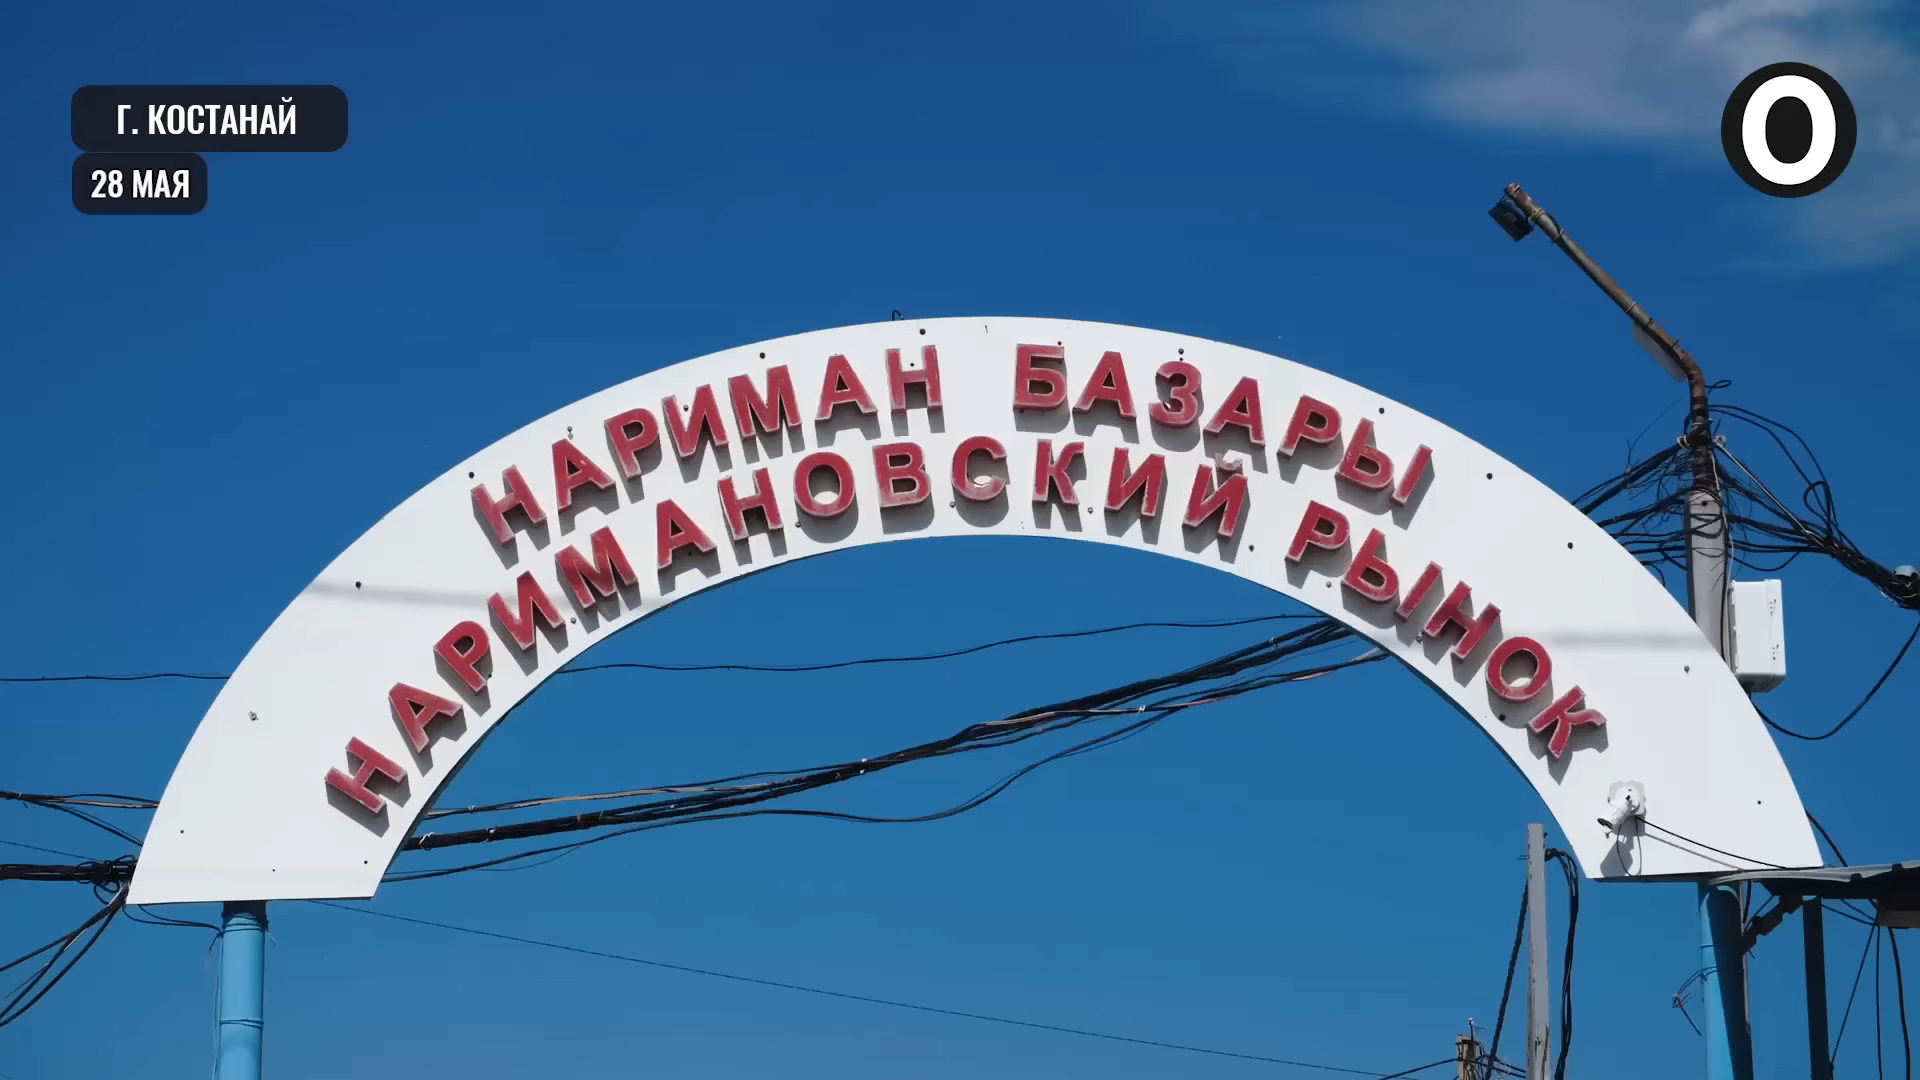 Г. КОСТАНАЙ
28 МАЯ
O
НАРИМАН БАЗАРЫ
НАРИМАНОВСКИЙ РЫНОК